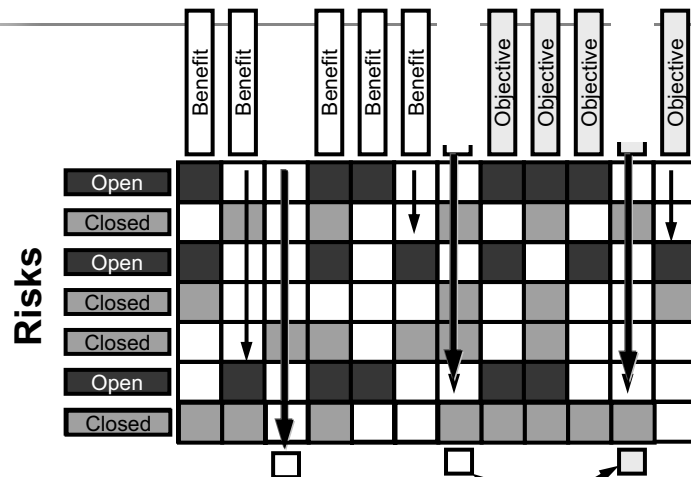 Benefit
Benefit
Benefit
Benefit
Benefit
Objective
Objective
Objective
Objective
Risks
Open
Closed
Open
Closed
Closed
Open
Closed